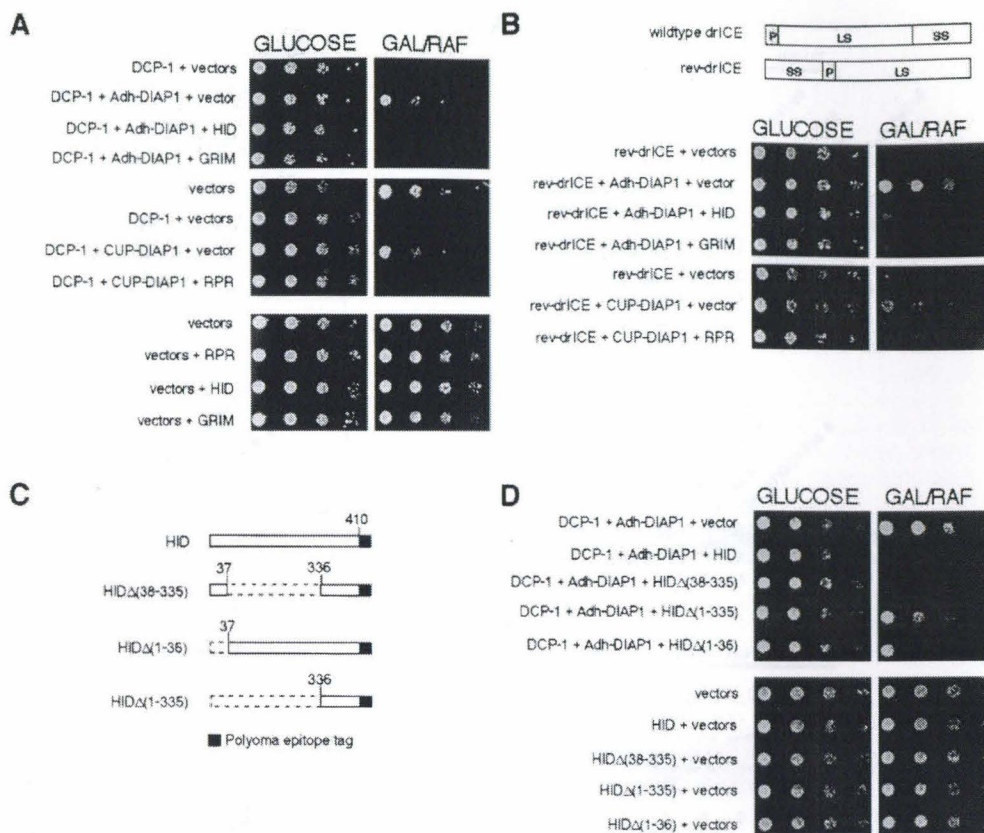 A
GLUCOSE GAL/RAF
DCP-1 + vectors
DCP-1 + Adh-DIAP1 + vector
DCP-1 + Adh-DIAP1 + HID
DCP-1 + Adh-DIAP1 + GRIM
vectors
DCP-1 + vectors
DCP-1 + CUP-DIAP1 + vector
DCP-1 + CUP-DIAP1 + RPR
vectors
vectors + RPR
vectors + HID
vectors + GRIM
B
wildtype drICE P LS SS
rev-drICE SS P LS
GLUCOSE GAL/RAF
rev-drICE + vectors
rev-drICE + Adh-DIAP1 + vector
rev-drICE + Adh-DIAP1 + HID
rev-drICE + Adh-DIAP1 + GRIM
rev-drICE + vectors
rev-drICE + CUP-DIAP1 + vector
rev-drICE + CUP-DIAP1 + RPR
C
410
HID
37 336
HIDΔ(38-335)
37
HIDΔ(1-36)
336
HIDΔ(1-335)
Polyoma epitope tag
D
GLUCOSE GAL/RAF
DCP-1 + Adh-DIAP1 + vector
DCP-1 + Adh-DIAP1 + HID
DCP-1 + Adh-DIAP1 + HIDΔ(38-335)
DCP-1 + Adh-DIAP1 + HIDΔ(1-335)
DCP-1 + Adh-DIAP1 + HIDΔ(1-36)
vectors
HID + vectors
HIDΔ(38-335) + vectors
HIDΔ(1-335) + vectors
HIDΔ(1-36) + vectors